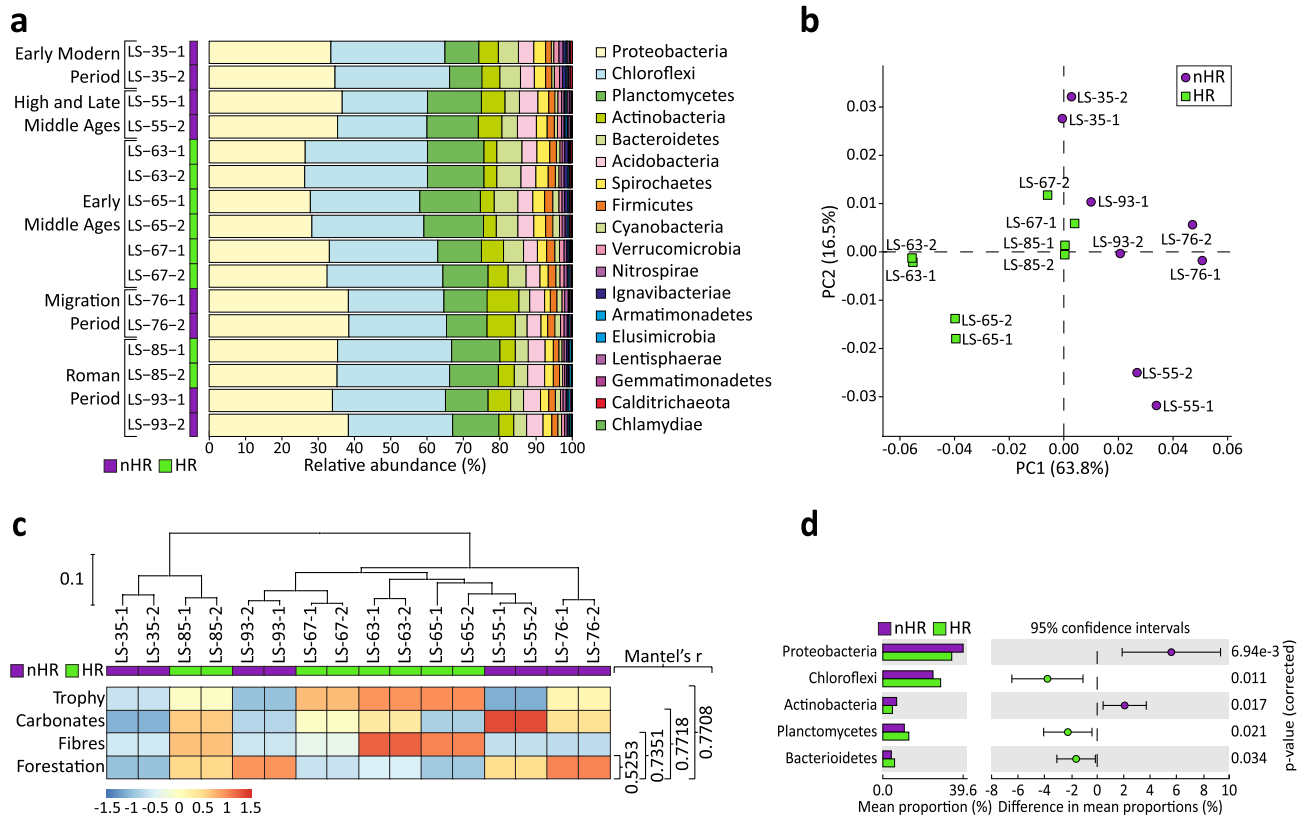 a
Early Modern
Period
High and Late
Middle Ages
Early
Middle Ages
Migration
Period
Roman
Period
LS–35–1
LS–35–2
LS–55–1
LS–55–2
LS–63–1
LS–63–2
LS–65–1
LS–65–2
LS–67–1
LS–67–2
LS–76–1
LS–76–2
LS–85–1
LS–85–2
LS–93–1
LS–93–2
0 10 20 30 40 50 60 70 80 90 100
Relative abundance (%)
nHR HR
Proteobacteria
Chloroflexi
Planctomycetes
Actinobacteria
Bacteroidetes
Acidobacteria
Spirochaetes
Firmicutes
Cyanobacteria
Verrucomicrobia
Nitrospirae
Ignavibacteriae
Armatimonadetes
Elusimicrobia
Lentisphaerae
Gemmatimonadetes
Calditrichaeota
Chlamydiae
b
nHR
HR
PC2 (16.5%)
0.03
0.02
0.01
0.00
-0.01
-0.02
-0.03
LS-35-2
LS-35-1
LS-67-2
LS-93-1
LS-67-1
LS-63-2
LS-85-1
LS-93-2
LS-76-2
LS-85-2
LS-63-1
LS-76-1
LS-65-2
LS-65-1
LS-55-2
LS-55-1
-0.06 -0.04 -0.02 0.00 0.02 0.04 0.06
PC1 (63.8%)
c
0.1
LS-35-1
LS-35-2
LS-85-1
LS-85-2
LS-93-2
LS-93-1
LS-67-1
LS-67-2
LS-63-1
LS-63-2
LS-65-1
LS-65-2
LS-55-1
LS-55-2
LS-76-1
LS-76-2
nHR HR
Mantel's r
Trophy
Carbonates
Fibres
Forestation
0.5253
0.7351
0.7718
0.7708
-1.5 -1 -0.5 0 0.5 1 1.5
d
nHR HR
95% confidence intervals
Proteobacteria
Chloroflexi
Actinobacteria
Planctomycetes
Bacterioidetes
6.94e-3
0.011
0.017
0.021
0.034
p-value (corrected)
0.0 39.6
Mean proportion (%)
-8 -6 -4 -2 0 2 4 6 8 10
Difference in mean proportions (%)